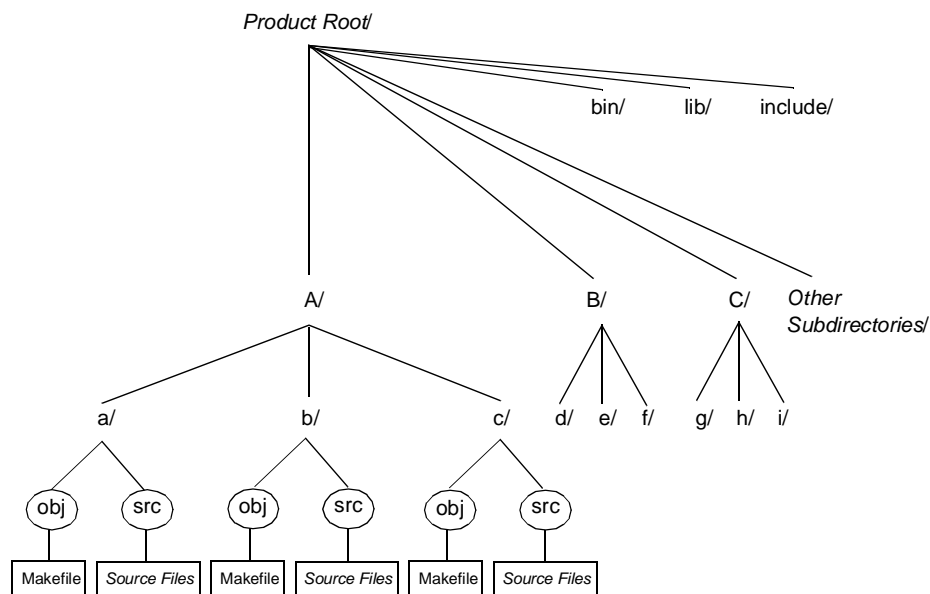 Product Root/
bin/ lib/ include/
A/ B/ C/ Other
Subdirectories/
a/ b/ c/ d/ e/ f/ g/ h/ i/
obj src obj src obj src
Makefile Source Files Makefile Source Files Makefile Source Files